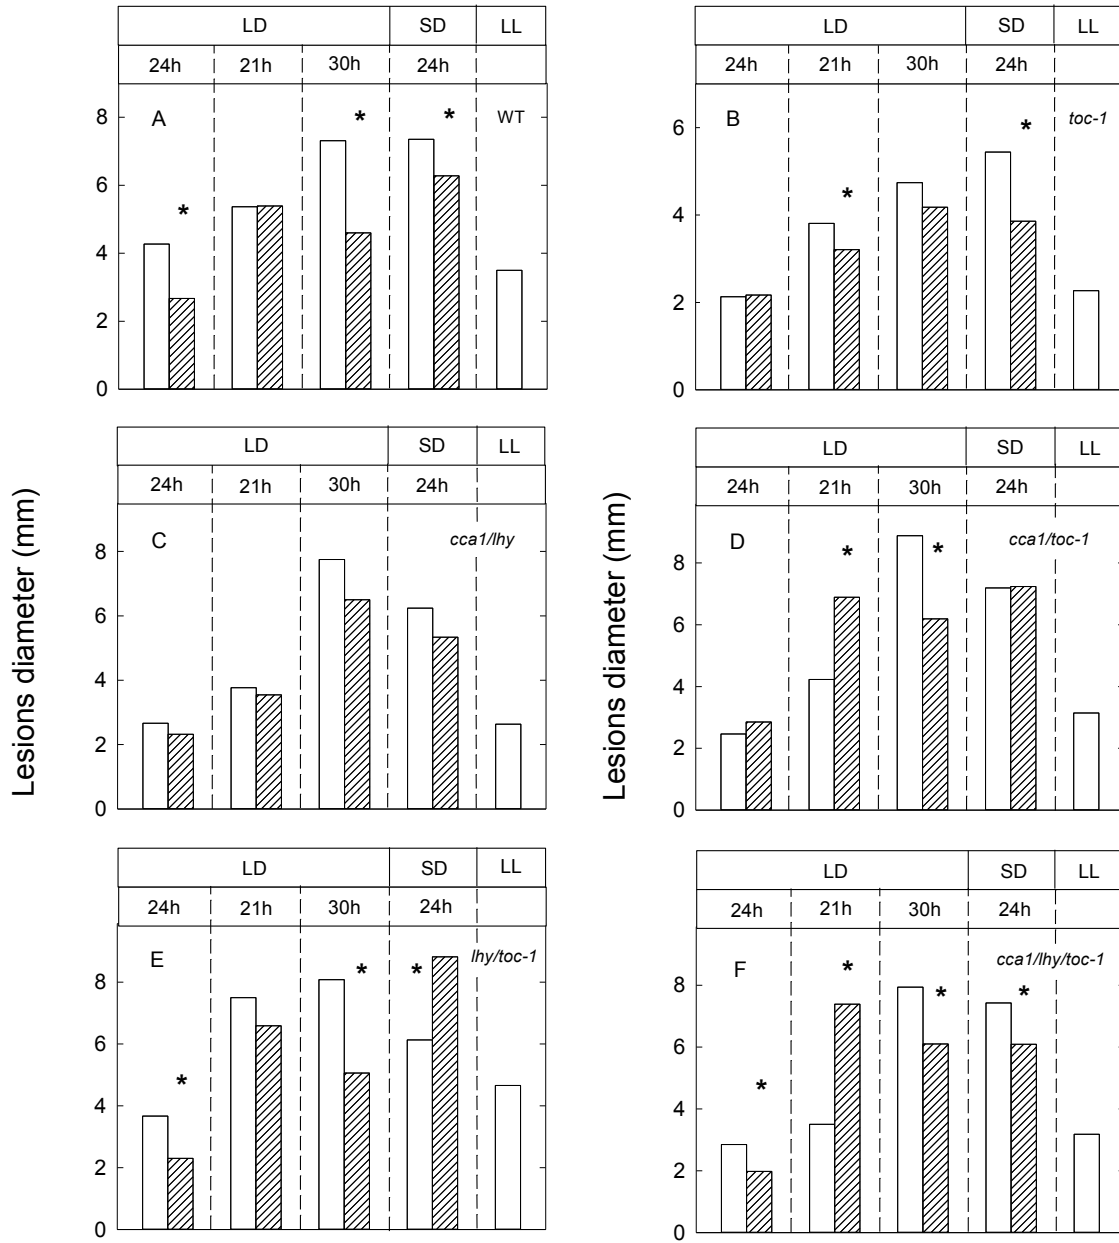 LD SD LL
24h 21h 30h 24h
A * * * WT
8
6
4
2
0
LD SD LL
24h 21h 30h 24h
B * * toc-1
6
4
2
0
Lesions diameter (mm)
LD SD LL
24h 21h 30h 24h
C cca1/lhy
8
6
4
2
0
Lesions diameter (mm)
LD SD LL
24h 21h 30h 24h
D * * cca1/toc-1
8
6
4
2
0
LD SD LL
24h 21h 30h 24h
E * * * lhy/toc-1
8
6
4
2
0
LD SD LL
24h 21h 30h 24h
F * * * * cca1/lhy/toc-1
8
6
4
2
0